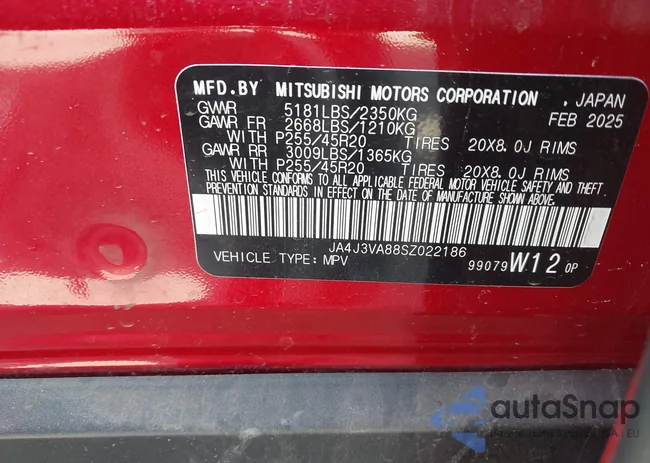 MFD.BY MITSUBISHI MOTORS CORPORATION , JAPAN
GVWR 5181LBS/2350KG FEB 2025
GAWR FR 2668LBS/1210KG
WITH P255/45R20 TIRES 20X8.0J RIMS
GAWR RR 3009LBS/1365KG
WITH P255/45R20 TIRES 20X8.0J RIMS
THIS VEHICLE CONFORMS TO ALL APPLICABLE FEDERAL MOTOR VEHICLE SAFETY AND THEFT
PREVENTION STANDARDS IN EFFECT ON THE DATE OF MANUFACTURE SHOWN ABOVE.
JA4J3VA88SZ022186
VEHICLE TYPE: MPV 99079 W12 0P
autoSnap
EU